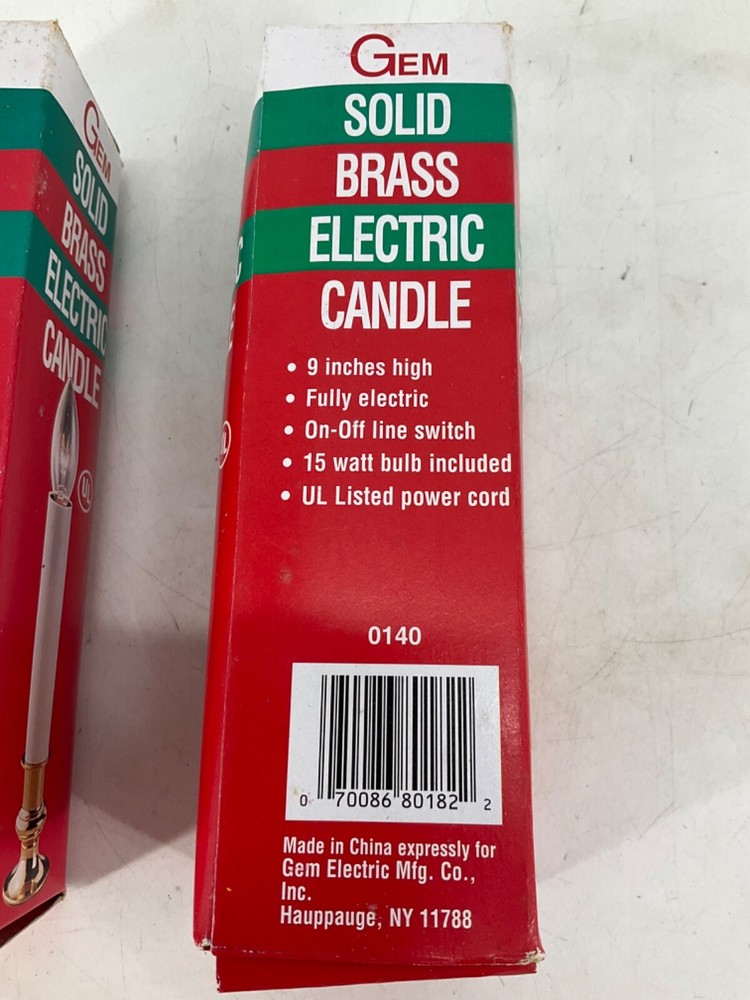 GEM
SOLID
BRASS
ELECTRIC
CANDLE
UL
GEM
SOLID
BRASS
ELECTRIC
CANDLE
• 9 inches high
• Fully electric
• On-Off line switch
• 15 watt bulb included
• UL Listed power cord
0140
0 70086 80182 2
Made in China expressly for
Gem Electric Mfg. Co.,
Inc.
Hauppauge, NY 11788